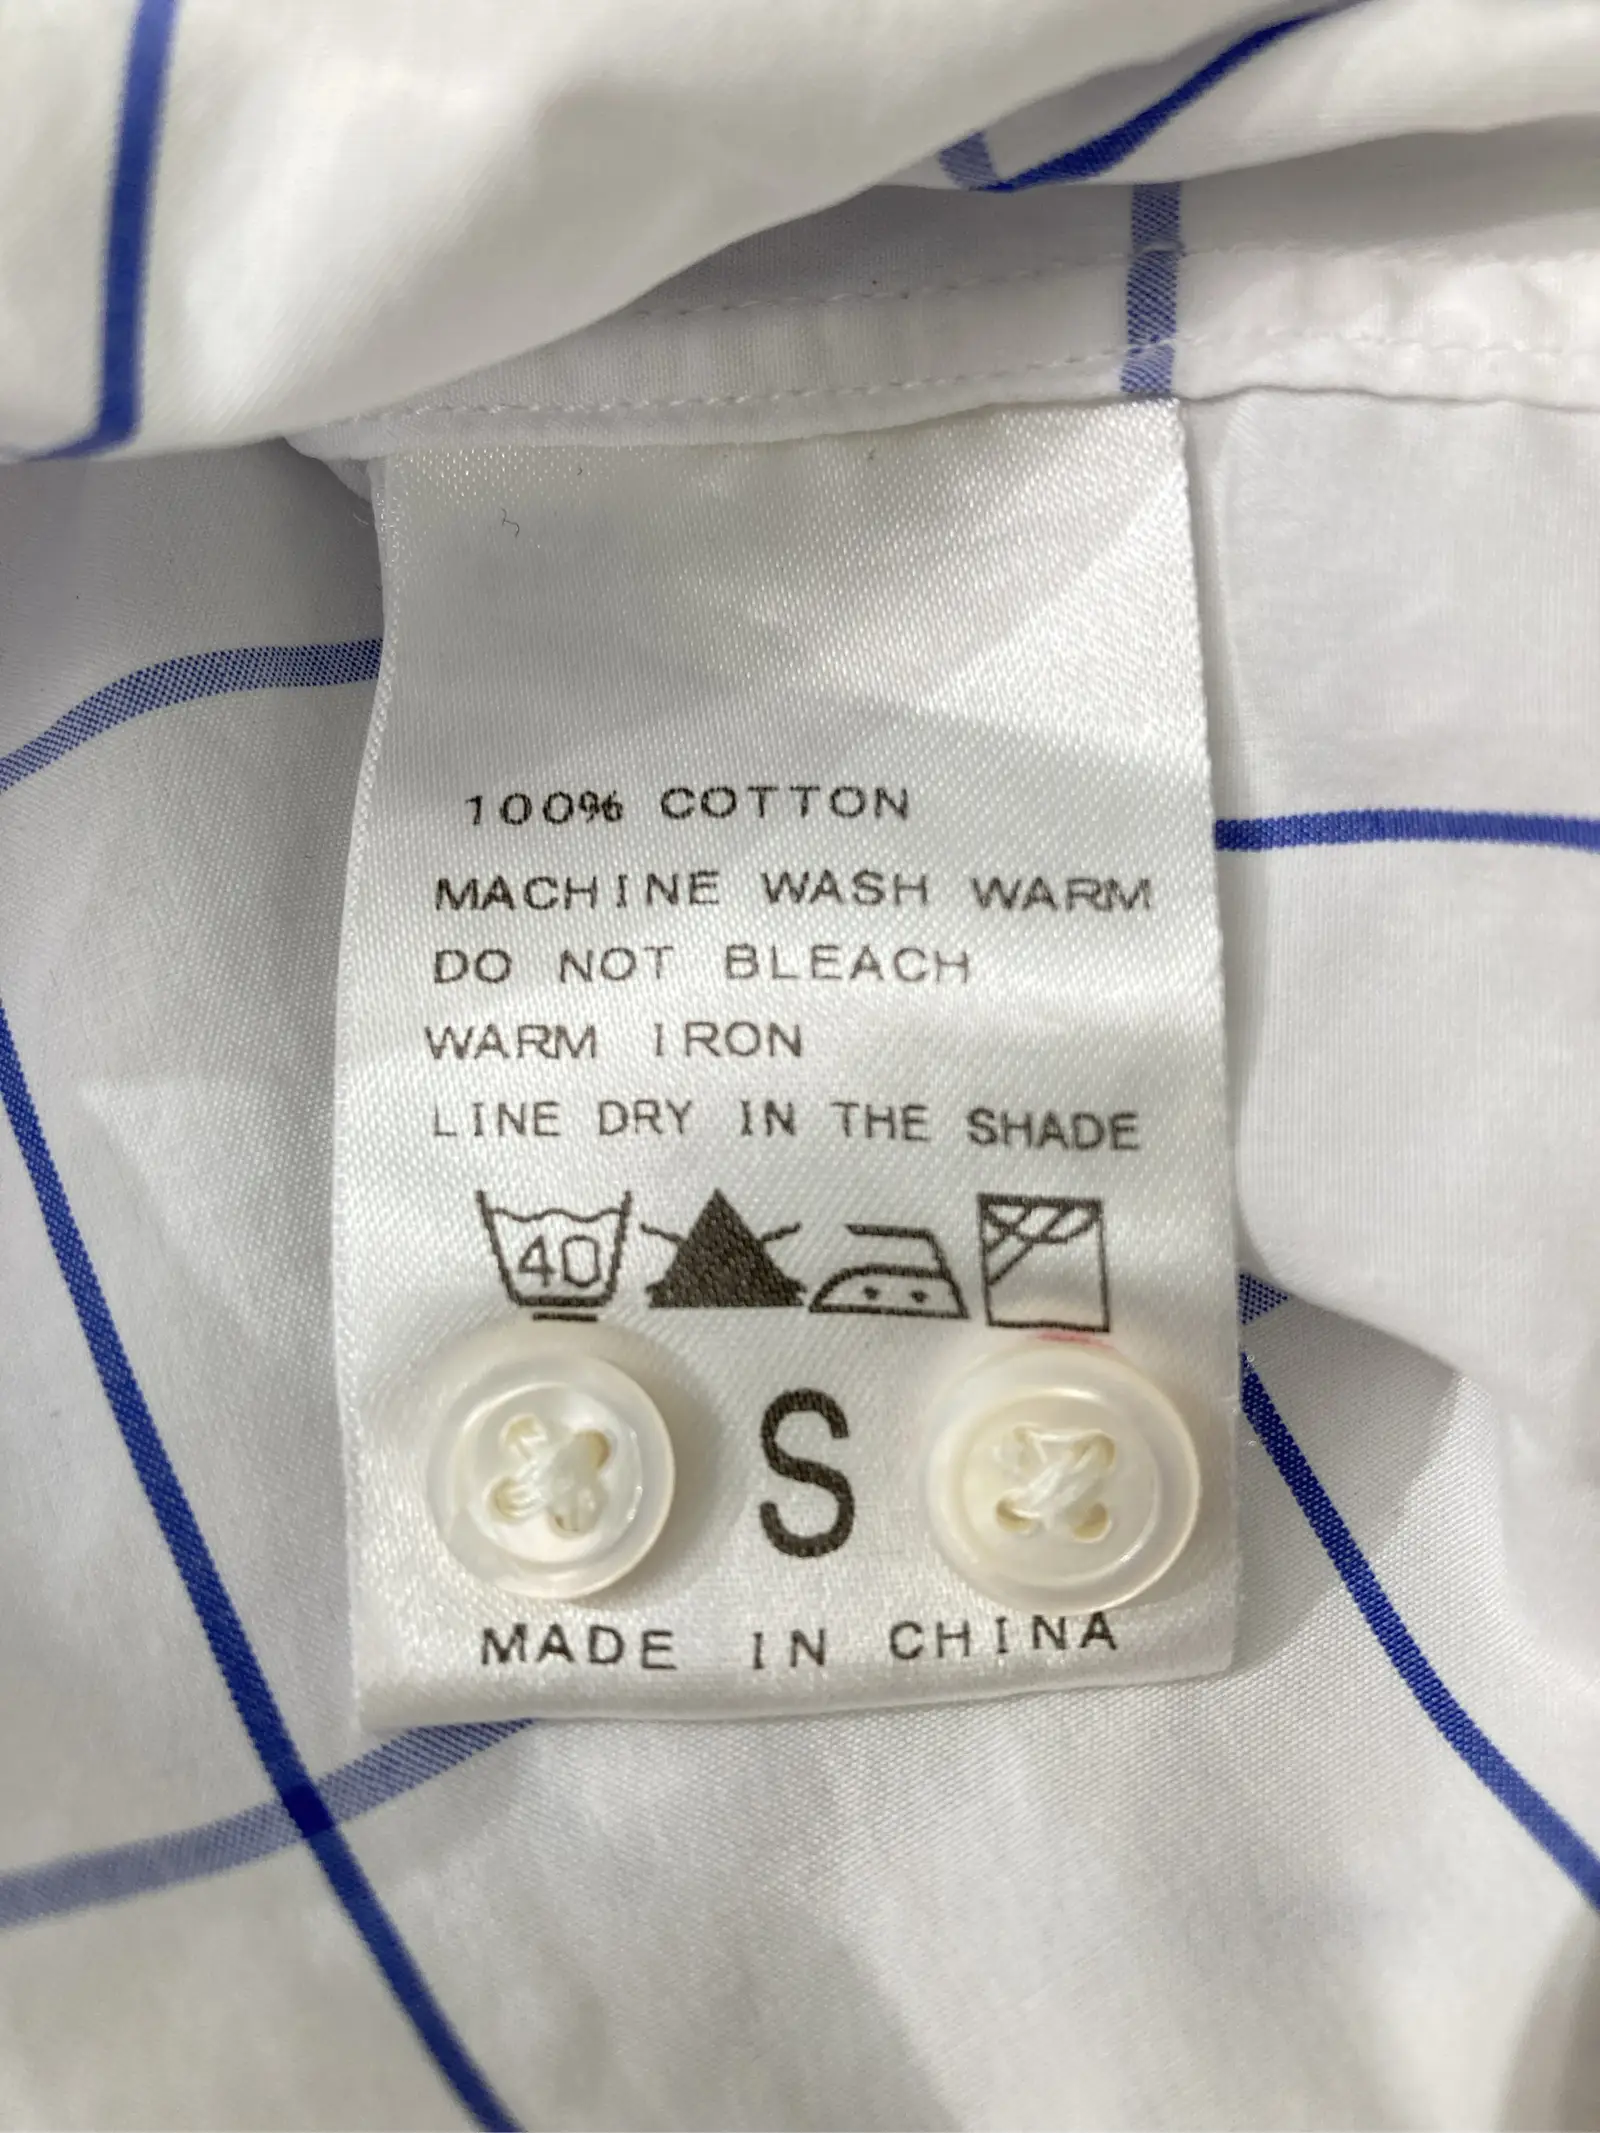 100% COTTON
MACHINE WASH WARM
DO NOT BLEACH
WARM IRON
LINE DRY IN THE SHADE
40
S
MADE IN CHINA